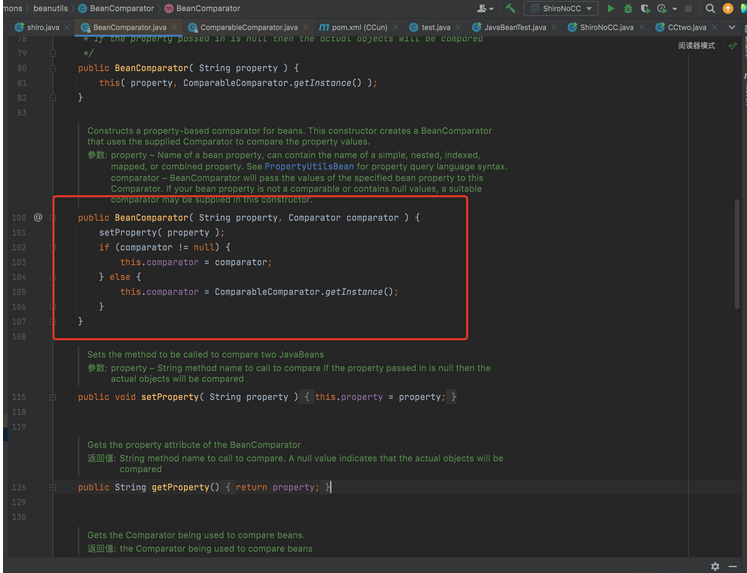 mons
beanutils
BeanComparator
BeanComparator
ShiroNoCC
shiro.java
BeanComparator.java
ComparableComparator.java
pom.xml (CCun)
test.java
JavaBeanTest.java
ShiroNoCC.java
CCtwo.java
阅读器模式
78 * if the property passed in is null then the actual objects will be compared
79 */
80 public BeanComparator( String property ) {
81 this( property, ComparableComparator.getInstance() );
82 }
83
Constructs a property-based comparator for beans. This constructor creates a BeanComparator
that uses the supplied Comparator to compare the property values.
参数: property – Name of a bean property, can contain the name of a simple, nested, indexed,
mapped, or combined property. See PropertyUtilsBean for property query language syntax.
comparator – BeanComparator will pass the values of the specified bean property to this
Comparator. If your bean property is not a comparable or contains null values, a suitable
comparator may be supplied in this constructor.
100 @ public BeanComparator( String property, Comparator comparator ) {
101 setProperty( property );
102 if (comparator != null) {
103 this.comparator = comparator;
104 } else {
105 this.comparator = ComparableComparator.getInstance();
106 }
107 }
108
Sets the method to be called to compare two JavaBeans
参数: property – String method name to call to compare If the property passed in is null then the
actual objects will be compared
115 public void setProperty( String property ) { this.property = property; }
118
119
Gets the property attribute of the BeanComparator
返回值: String method name to call to compare. A null value indicates that the actual objects will be
compared
126 public String getProperty() { return property; }
129
130
Gets the Comparator being used to compare beans.
返回值: the Comparator being used to compare beans